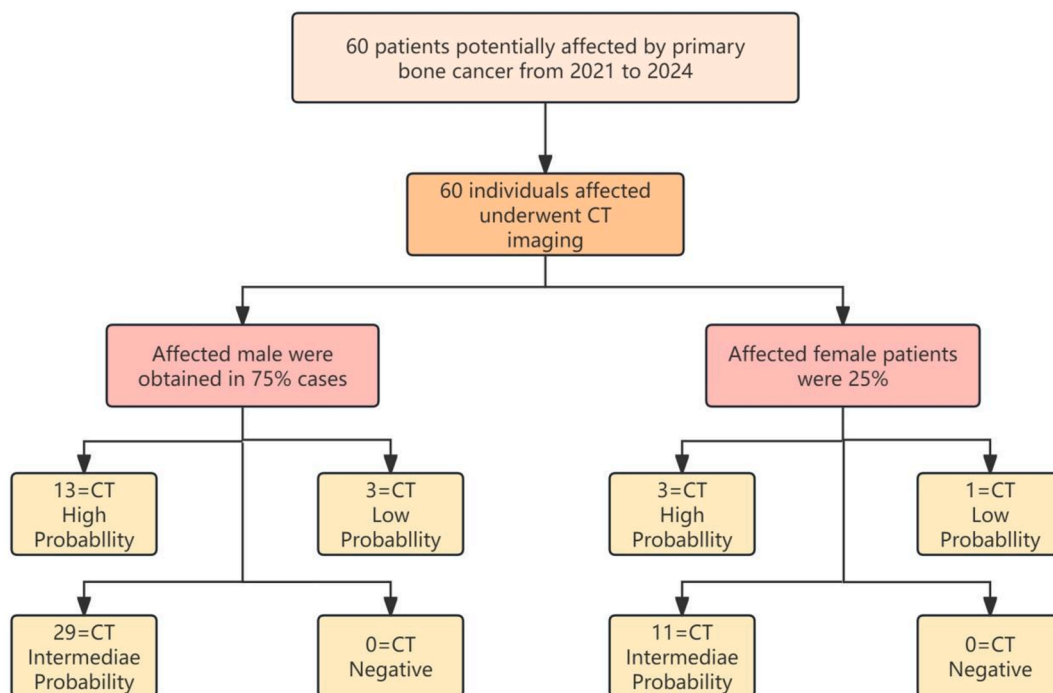 60 patients potentially affected by primary
bone cancer from 2021 to 2024
60 individuals affected
underwent CT
imaging
Affected male were
obtained in 75% cases
Affected female patients
were 25%
13=CT
High
Probabllity
3=CT
Low
Probabllity
3=CT
High
Probabllity
1=CT
Low
Probabllity
29=CT
Intermediae
Probability
0=CT
Negative
11=CT
Intermediae
Probability
0=CT
Negative